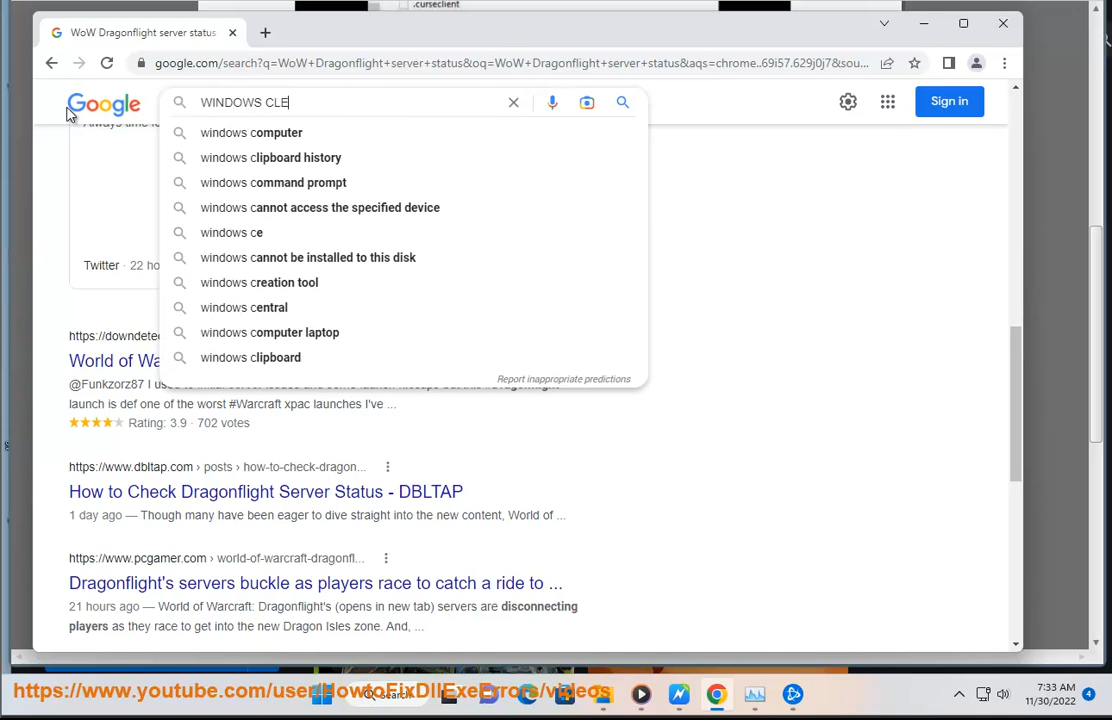 .curseclient
WoW Dragonflight server status
google.com/search?q=WoW+Dragonflight+server+status&oq=WoW+Dragonflight+server+status&aqs=chrome..69i57.629j0j7&sou...
Google
WINDOWS CLE
Sign in
windows computer
windows clipboard history
windows command prompt
windows cannot access the specified device
windows ce
windows cannot be installed to this disk
windows creation tool
windows central
windows computer laptop
windows clipboard
Report inappropriate predictions
Twitter · 22 ho
https://downdetec
World of Wa
@Funkzorz87 I
launch is def one of the worst #Warcraft xpac launches I've ...
Rating: 3.9 · 702 votes
https://www.dbltap.com › posts › how-to-check-dragon...
How to Check Dragonflight Server Status - DBLTAP
1 day ago — Though many have been eager to dive straight into the new content, World of ...
https://www.pcgamer.com › world-of-warcraft-dragonfl...
Dragonflight's servers buckle as players race to catch a ride to ...
21 hours ago — World of Warcraft: Dragonflight's (opens in new tab) servers are disconnecting
players as they race to get into the new Dragon Isles zone. And, ...
https://www.youtube.com/user/HowtoFixDllExeErrors/videos
Search
7:33 AM
11/30/2022
4